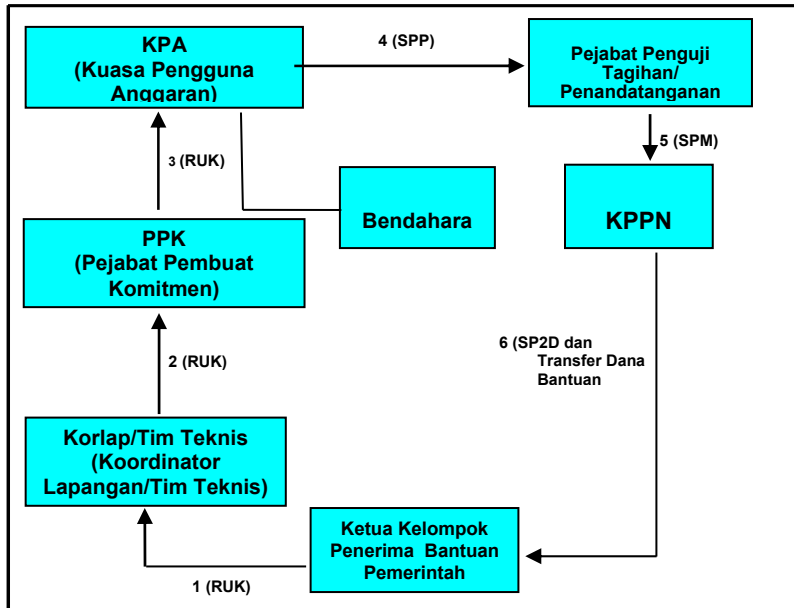 KPA
(Kuasa Pengguna
Anggaran)
4 (SPP)
Pejabat Penguji
Tagihan/
Penandatanganan
3 (RUK)
5 (SPM)
Bendahara
KPPN
PPK
(Pejabat Pembuat
Komitmen)
2 (RUK)
6 (SP2D dan
Transfer Dana
Bantuan
Korlap/Tim Teknis
(Koordinator
Lapangan/Tim Teknis)
Ketua Kelompok
Penerima Bantuan
Pemerintah
1 (RUK)